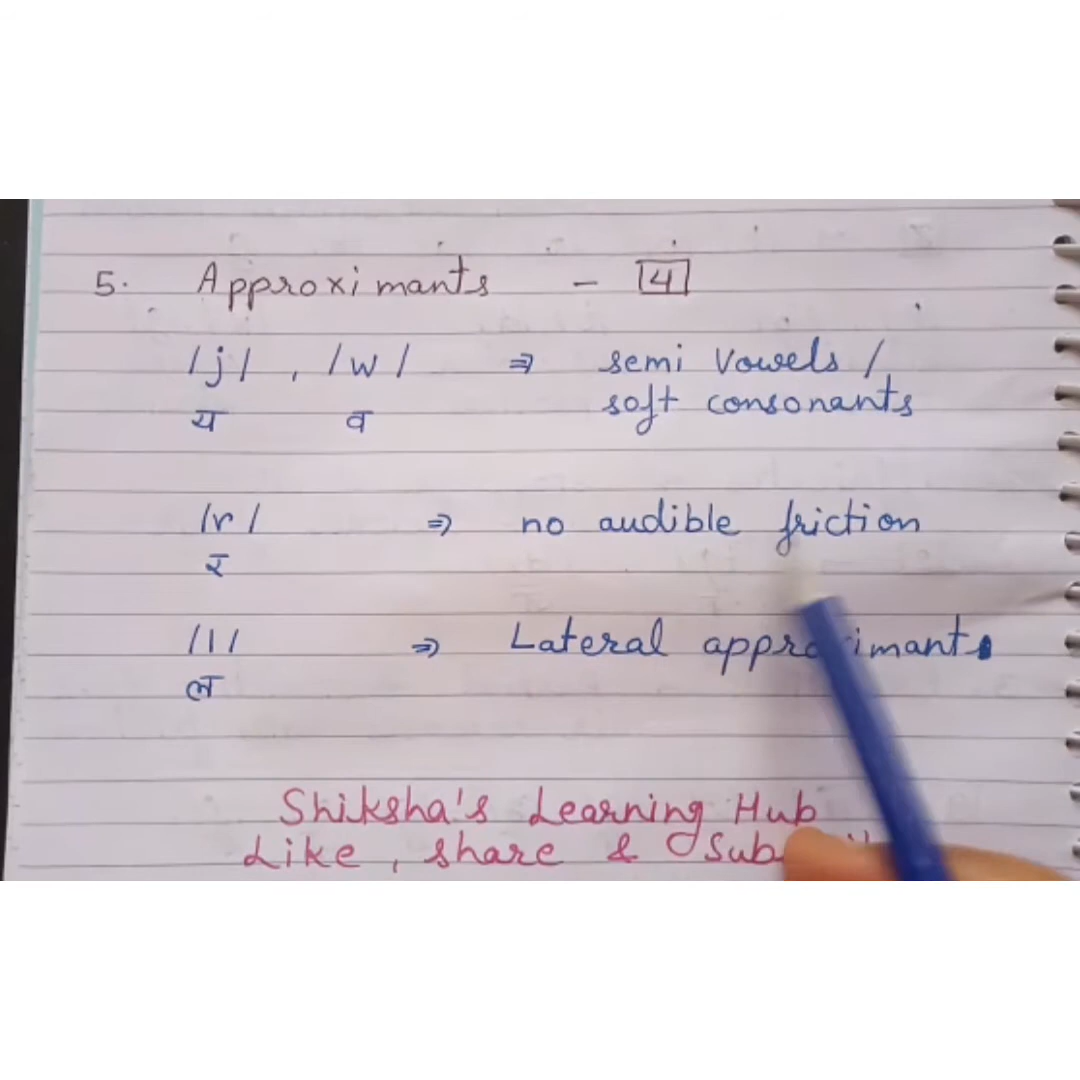 5. Approximants - 4
/j/ , /w/ ⇒ semi vowels /
य व soft consonants
/r/ ⇒ no audible friction
र
/l/ ⇒ Lateral approximant
ल
Shiksha's Learning Hub
Like , share &